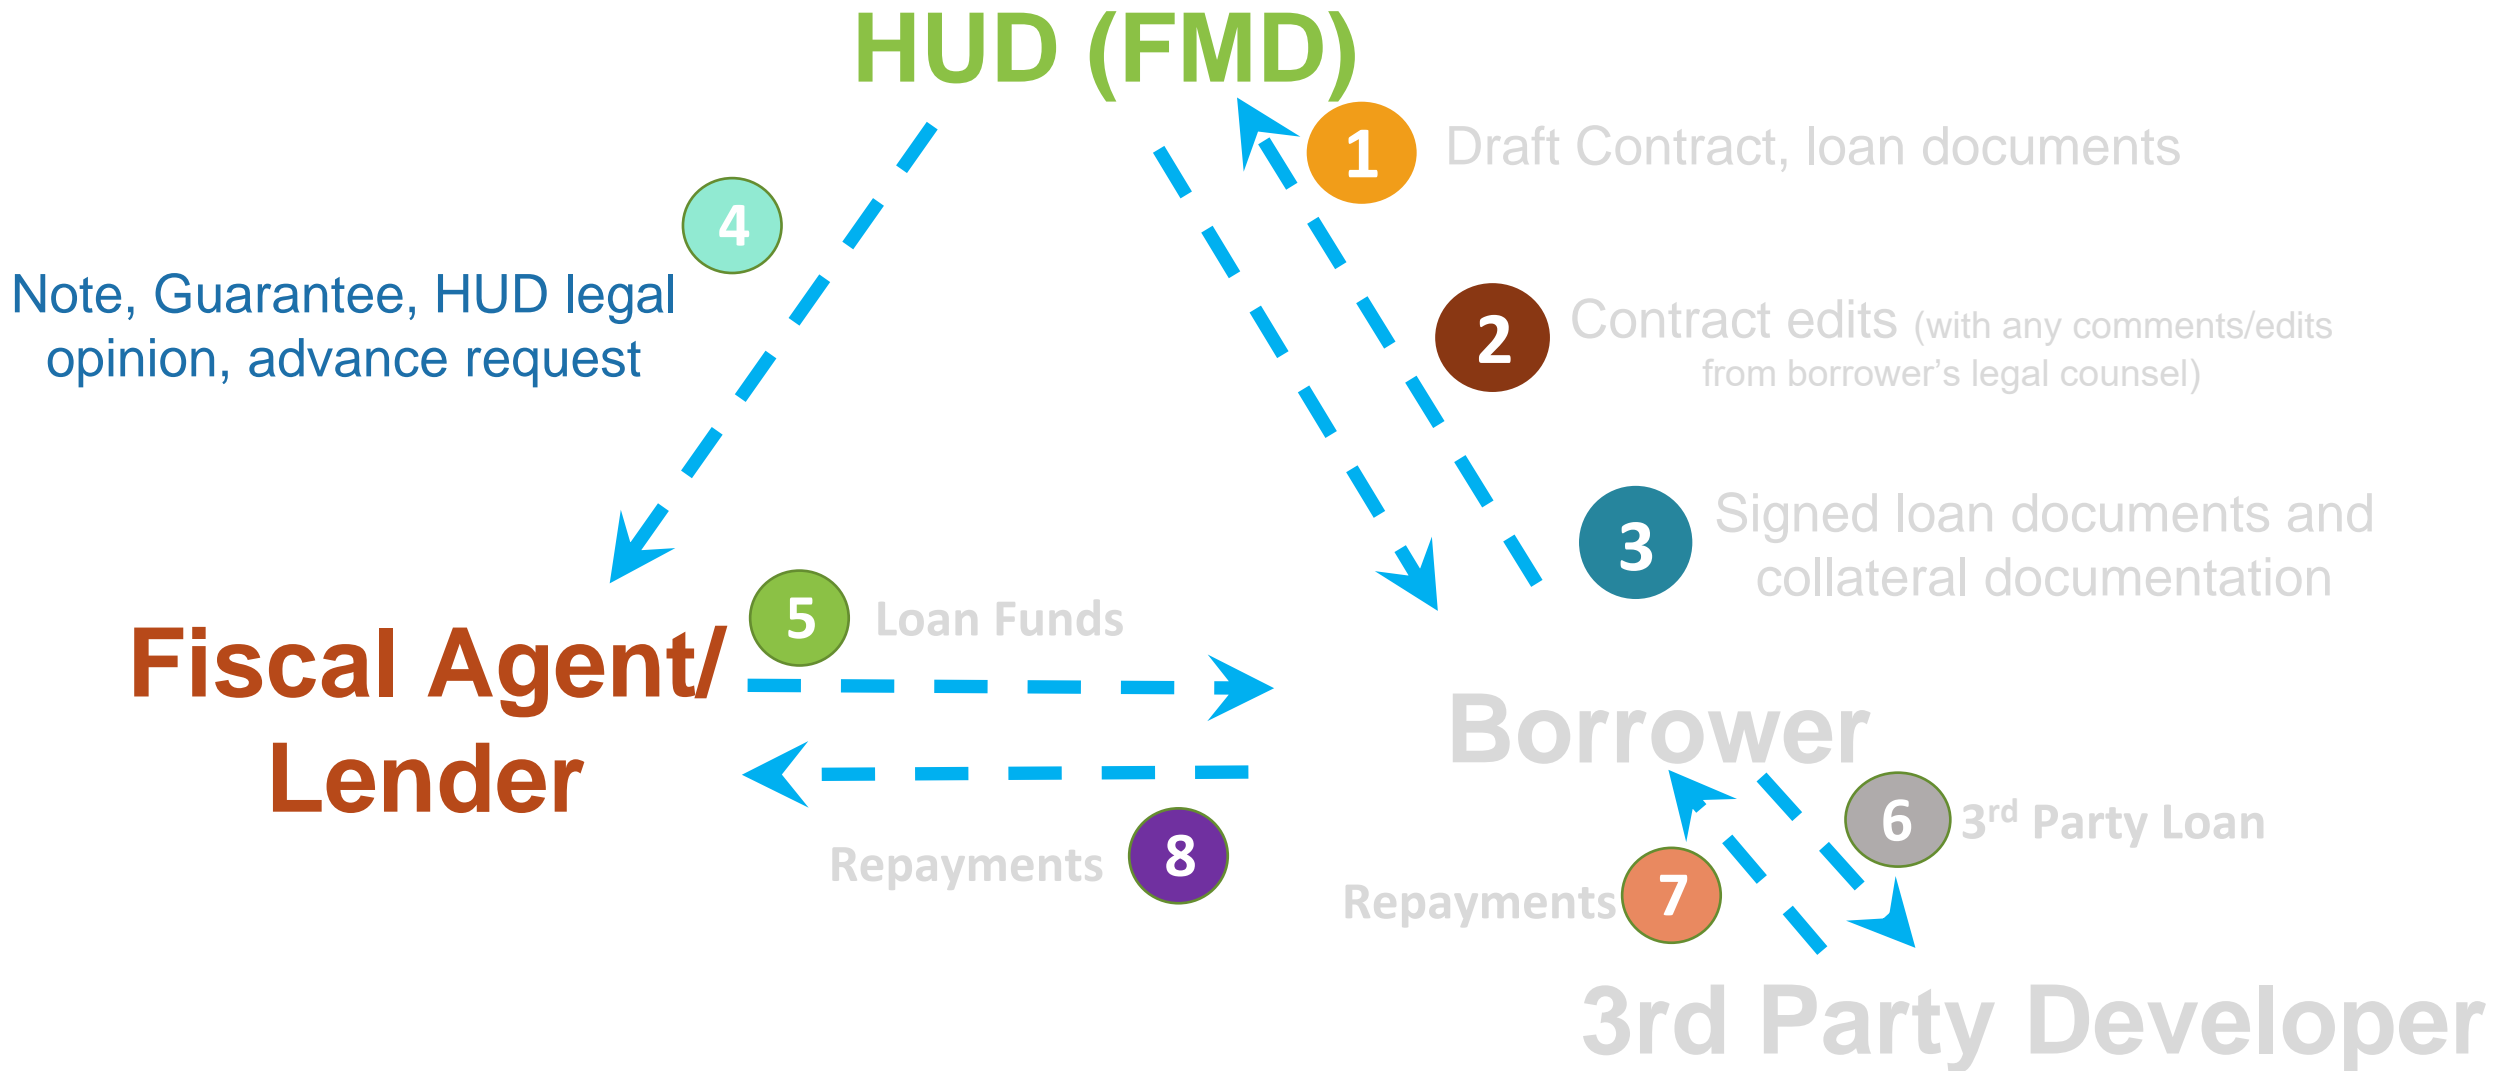 HUD (FMD)
1
Draft Contract, loan documents
4
Note, Guarantee, HUD legal
opinion, advance request
2
Contract edits (with any comments/edits
from borrower's legal counsel)
3
Signed loan documents and
collateral documentation
5
Loan Funds
Fiscal Agent/
Lender
Borrower
8
Repayments
6
3rd Party Loan
7
Repayments
3rd Party Developer